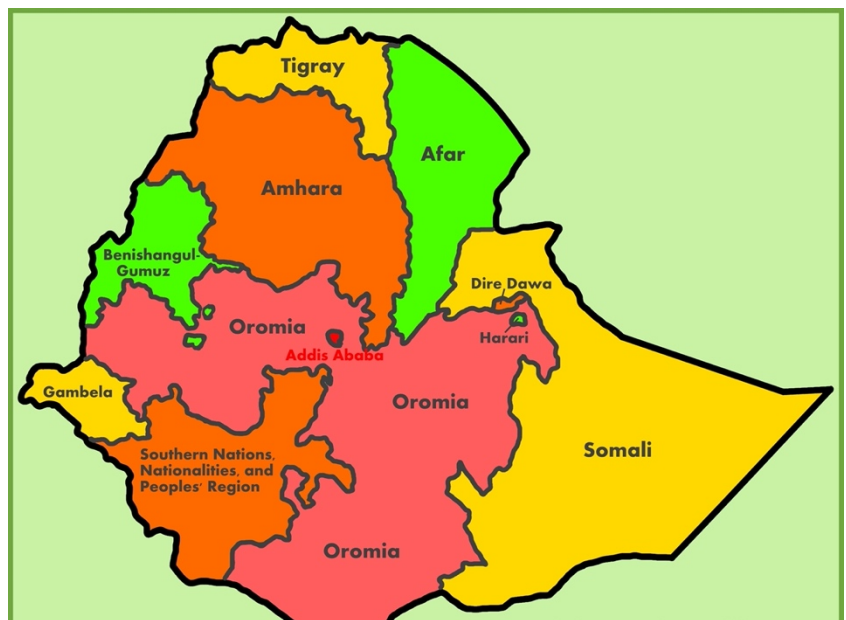 Tigray
Afar
Amhara
Benishangul-
Gumuz
Dire Dawa
Oromia
Harari
Addis Ababa
Gambela
Oromia
Somali
Southern Nations,
Nationalities, and
Peoples' Region
Oromia